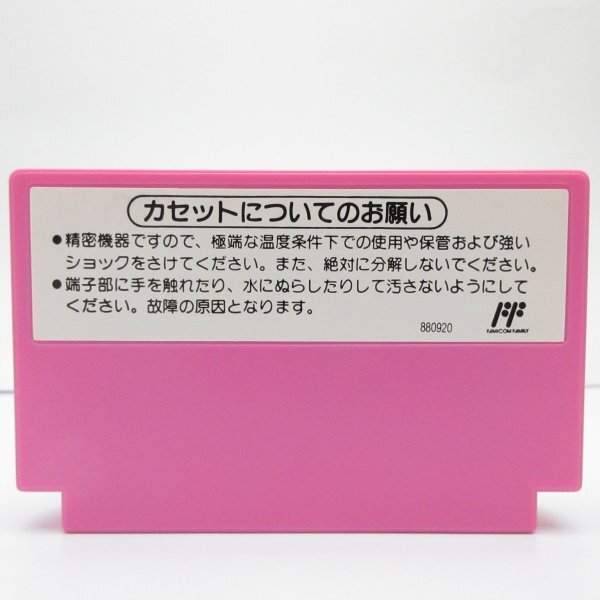 カセットについてのお願い
●精密機器ですので、極端な温度条件下での使用や保管および強い
ショックをさけてください。また、絶対に分解しないでください。
●端子部に手を触れたり、水にぬらしたりして汚さないようにして
ください。故障の原因となります。
880920
FAMICOM FAMILY